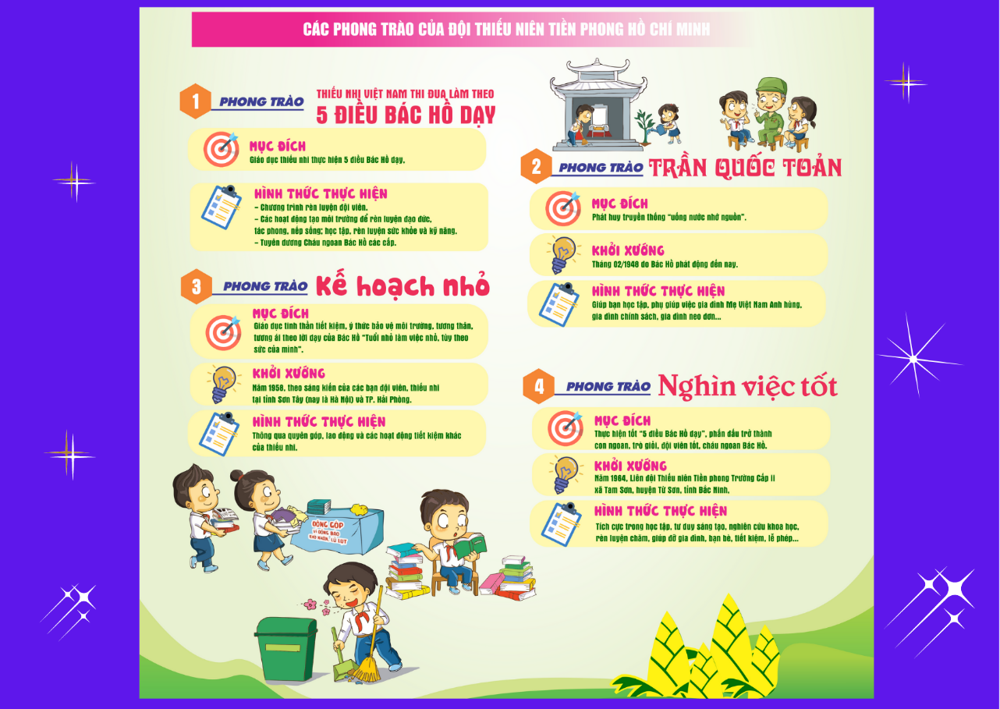 CÁC PHONG TRÀO CỦA ĐỘI THIẾU NIÊN TIỀN PHONG HỒ CHÍ MINH
1
PHONG TRÀO
THIẾU NHI VIỆT NAM THI ĐUA LÀM THEO
5 ĐIỀU BÁC HỒ DẠY
MỤC ĐÍCH
Giáo dục thiếu nhi thực hiện 5 điều Bác Hồ dạy.
HÌNH THỨC THỰC HIỆN
- Chương trình rèn luyện đội viên.
- Các hoạt động tạo môi trường để rèn luyện đạo đức,
tác phong, nếp sống; học tập, rèn luyện sức khỏe và kỹ năng.
- Tuyên dương Cháu ngoan Bác Hồ các cấp.
2
PHONG TRÀO TRẦN QUỐC TOẢN
MỤC ĐÍCH
Phát huy truyền thống "uống nước nhớ nguồn".
KHỞI XƯỚNG
Tháng 02/1948 do Bác Hồ phát động đến nay.
HÌNH THỨC THỰC HIỆN
Giúp bạn học tập, phụ giúp việc gia đình Mẹ Việt Nam Anh hùng,
gia đình chính sách, gia đình neo đơn...
3
PHONG TRÀO Kế hoạch nhỏ
MỤC ĐÍCH
Giáo dục tinh thần tiết kiệm, ý thức bảo vệ môi trường, tương thân,
tương ái theo lời dạy của Bác Hồ "Tuổi nhỏ làm việc nhỏ, tùy theo
sức của mình".
KHỞI XƯỚNG
Năm 1958, theo sáng kiến của các bạn đội viên, thiếu nhi
tại tỉnh Sơn Tây (nay là Hà Nội) và TP. Hải Phòng.
HÌNH THỨC THỰC HIỆN
Thông qua quyên góp, lao động và các hoạt động tiết kiệm khác
của thiếu nhi.
4
PHONG TRÀO Nghìn việc tốt
MỤC ĐÍCH
Thực hiện tốt "5 điều Bác Hồ dạy", phấn đấu trở thành
con ngoan, trò giỏi, đội viên tốt, cháu ngoan Bác Hồ.
KHỞI XƯỚNG
Năm 1964, Liên đội Thiếu niên Tiền phong Trường Cấp II
xã Tam Sơn, huyện Từ Sơn, tỉnh Bắc Ninh,
HÌNH THỨC THỰC HIỆN
Tích cực trong học tập, tư duy sáng tạo, nghiên cứu khoa học,
rèn luyện chăm, giúp đỡ gia đình, bạn bè, tiết kiệm, lễ phép...
ĐÓNG GÓP
VÌ ĐỒNG BÀO
KHÓ KHĂN, LŨ LỤT